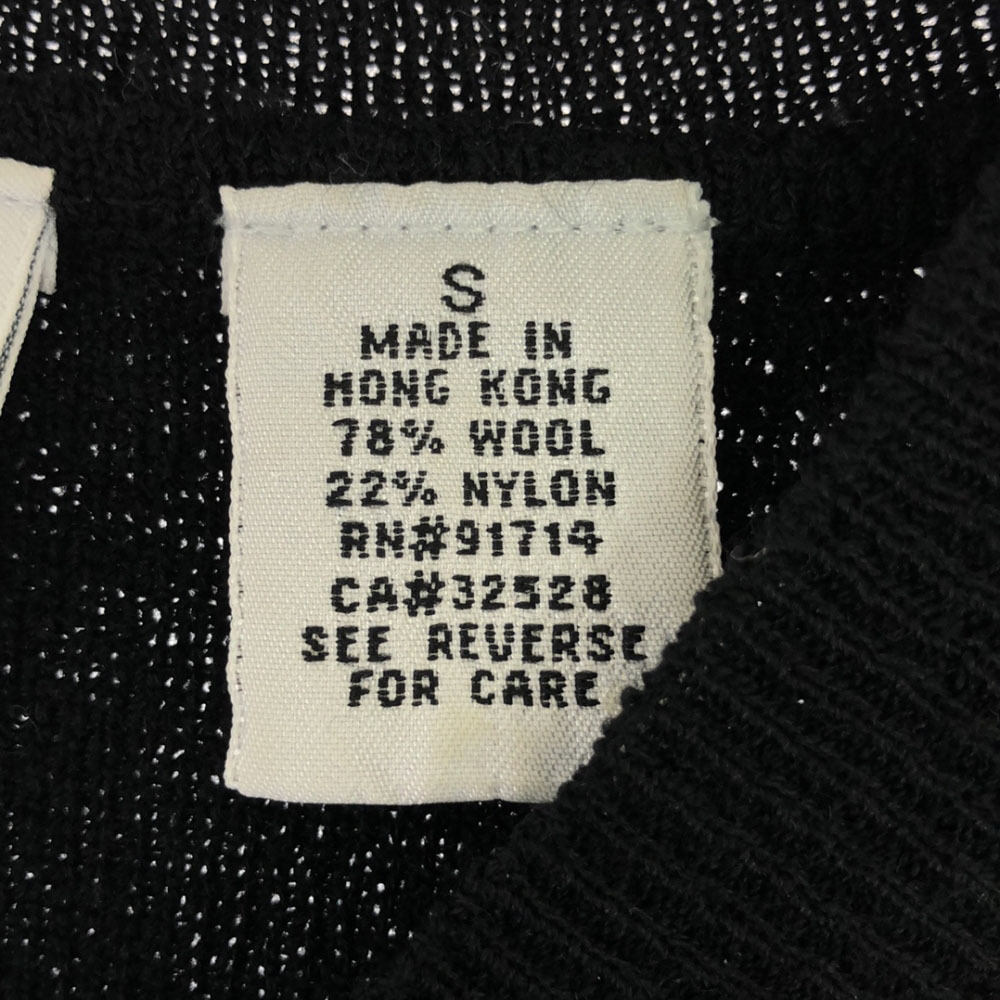 S
MADE IN
HONG KONG
78% WOOL
22% NYLON
RN#91714
CA#32528
SEE REVERSE
FOR CARE